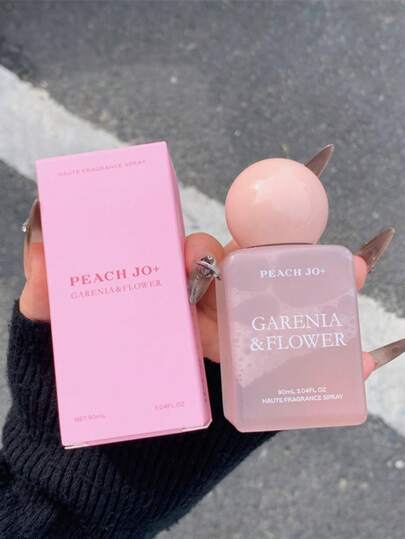 HAUTE FRAGRANCE SPRAY
PEACH JO+
GARENIA&FLOWER
NET 90mL
3.04FL.OZ
PEACH JO+
GARENIA
&FLOWER
90mL 3.04FL.OZ
HAUTE FRAGRANCE SPRAY